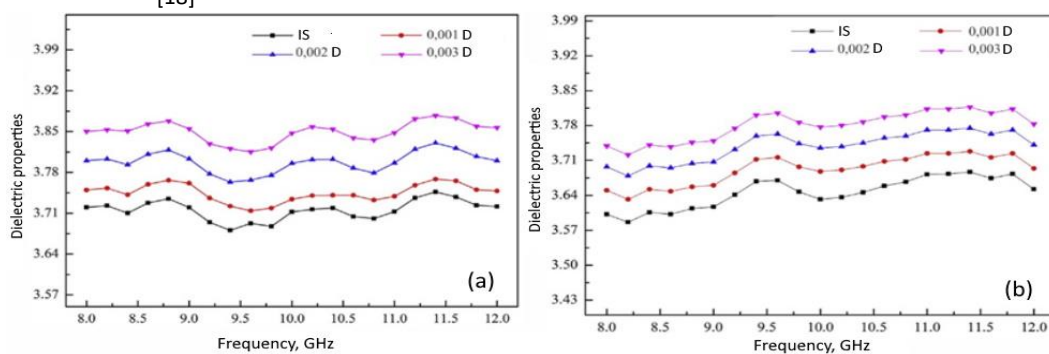 [18]
3.99
3.92
3.85
3.78
3.71
3.64
3.57
Dielectric properties
IS
0,001 D
0,002 D
0,003 D
(a)
8.0 8.5 9.0 9.5 10.0 10.5 11.0 11.5 12.0
Frequency, GHz
3.99
3.92
3.85
3.78
3.71
3.64
3.57
3.50
3.43
Dielectric properties
IS
0,001 D
0,002 D
0,003 D
(b)
8.0 8.5 9.0 9.5 10.0 10.5 11.0 11.5 12.0
Frequency, GHz